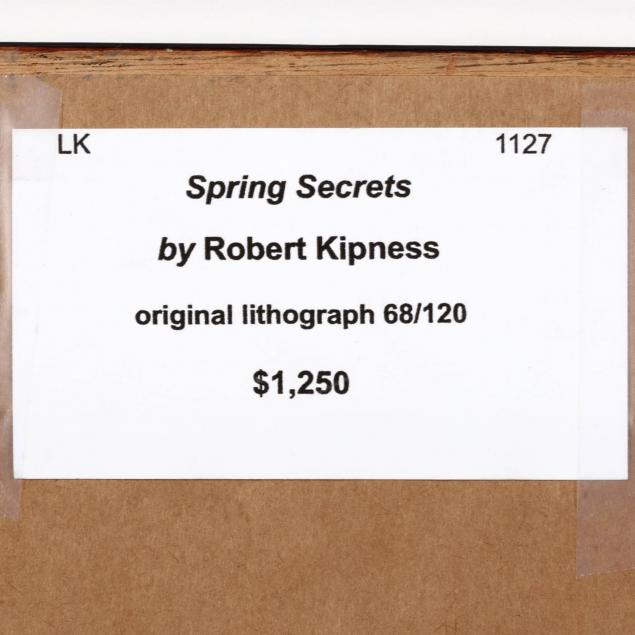 LK 1127
Spring Secrets
by Robert Kipness
original lithograph 68/120
$1,250